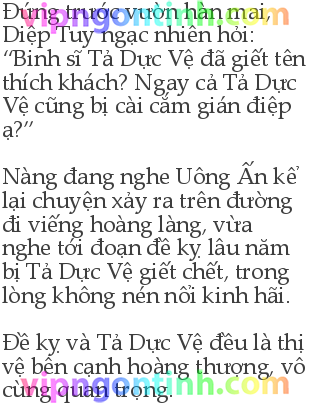 Đứng trước vườn hàn mai,
Diệp Tuy ngạc nhiên hỏi:
“Binh sĩ Tả Dực Vệ đã giết tên
thích khách? Ngay cả Tả Dực
Vệ cũng bị cài cắm gián điệp
ạ?”
Nàng đang nghe Uông Ấn kể
lại chuyện xảy ra trên đường
đi viếng hoàng làng, vừa
nghe tới đoạn đề kỵ lâu năm
bị Tả Dực Vệ giết chết, trong
lòng không nén nổi kinh hãi.
Đề kỵ và Tả Dực Vệ đều là thị
vệ bên cạnh hoàng thượng, vô
cùng quan trọng.
vipngontinh.com
vipngontinh.com